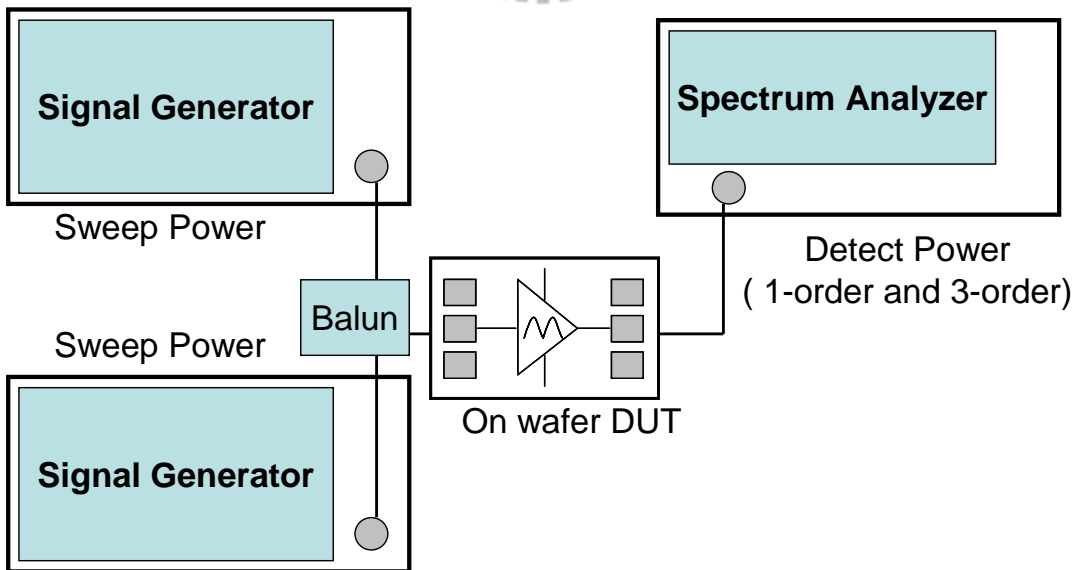 Signal Generator
Sweep Power
Spectrum Analyzer
Detect Power
( 1-order and 3-order)
Balun
Sweep Power
On wafer DUT
Signal Generator